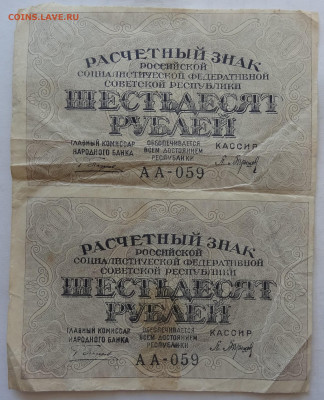 COINS.LAVE.RU
РАСЧЕТНЫЙ ЗНАК
РОССИЙСКОЙ
СОЦИАЛИСТИЧЕСКОЙ ФЕДЕРАТИВНОЙ
СОВЕТСКОЙ РЕСПУБЛИКИ
ШЕСТЬДЕСЯТ
РУБЛЕЙ
ГЛАВНЫЙ КОМИССАР НАРОДНОГО БАНКА
ОБЕСПЕЧИВАЕТСЯ ВСЕМ ДОСТОЯНИЕМ РЕСПУБЛИКИ
КАССИР
АА-059
РАСЧЕТНЫЙ ЗНАК
РОССИЙСКОЙ
СОЦИАЛИСТИЧЕСКОЙ ФЕДЕРАТИВНОЙ
СОВЕТСКОЙ РЕСПУБЛИКИ
ШЕСТЬДЕСЯТ
РУБЛЕЙ
ГЛАВНЫЙ КОМИССАР НАРОДНОГО БАНКА
ОБЕСПЕЧИВАЕТСЯ ВСЕМ ДОСТОЯНИЕМ РЕСПУБЛИКИ
КАССИР
АА-059